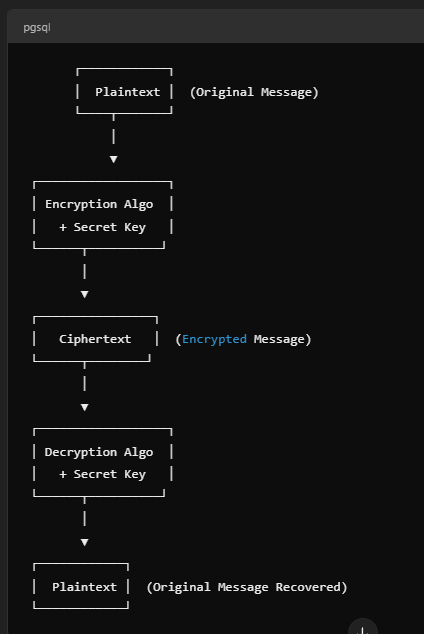 pgsql
Plaintext (Original Message)
Encryption Algo
+ Secret Key
Ciphertext (Encrypted Message)
Decryption Algo
+ Secret Key
Plaintext (Original Message Recovered)